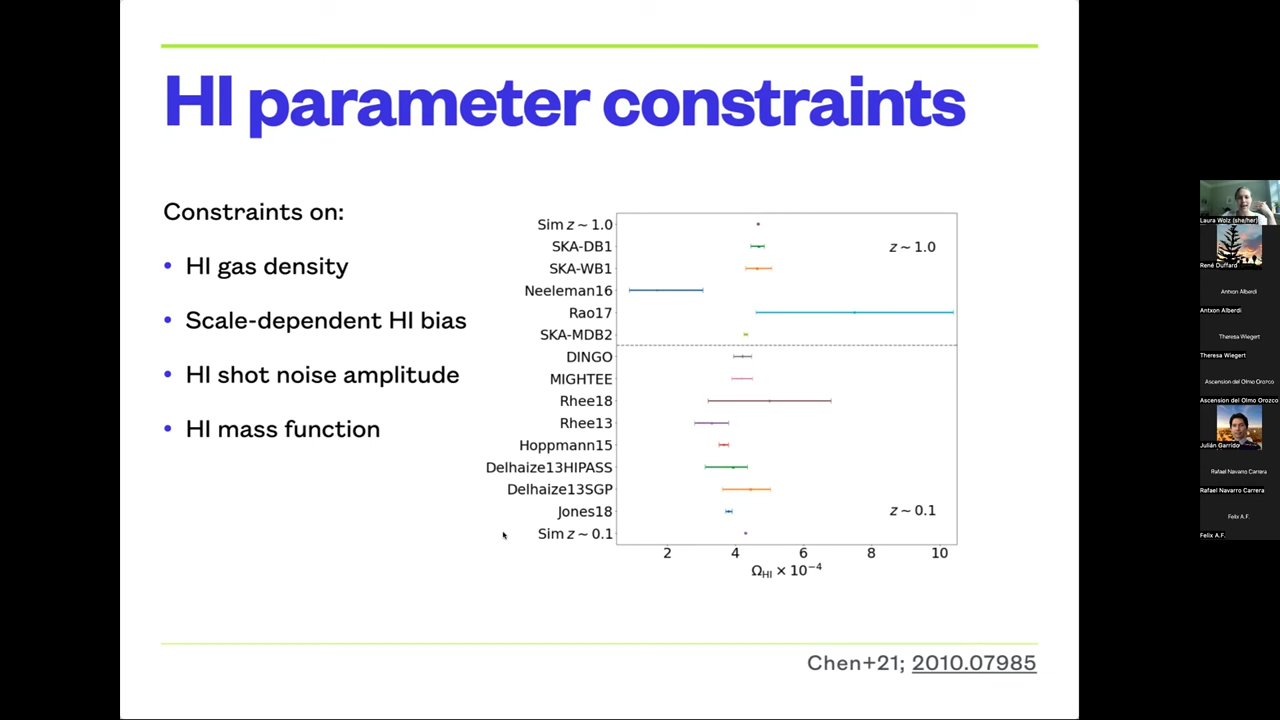 HI parameter constraints
Constraints on:
• HI gas density
• Scale-dependent HI bias
• HI shot noise amplitude
• HI mass function
Sim z ~ 1.0
SKA-DB1
SKA-WB1
Neeleman16
Rao17
SKA-MDB2
DINGO
MIGHTEE
Rhee18
Rhee13
Hoppmann15
Delhaize13HIPASS
Delhaize13SGP
Jones18
Sim z ~ 0.1
z ~ 1.0
z ~ 0.1
2 4 6 8 10
Ω_HI × 10⁻⁴
Chen+21; 2010.07985
Laura Wolz (she/her)
René Duffard
Antxon Alberdi
Antxon Alberdi
Theresa Wiegert
Theresa Wiegert
Ascension del Olmo Orozco
Ascension del Olmo Orozco
Julián Garrido
Rafael Navarro Carrera
Rafael Navarro Carrera
Felix A.F.
Felix A.F.